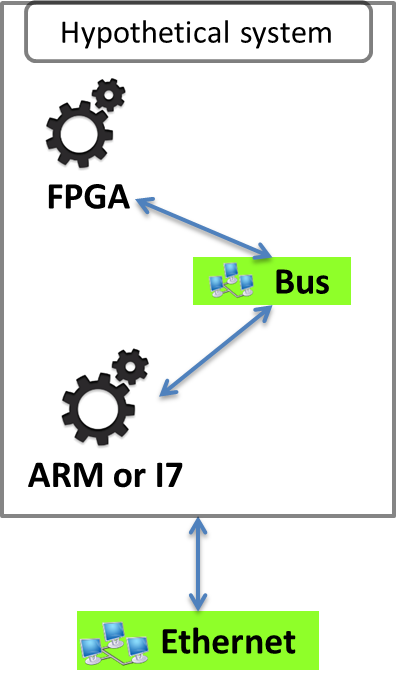 Hypothetical system
FPGA
Bus
ARM or I7
Ethernet